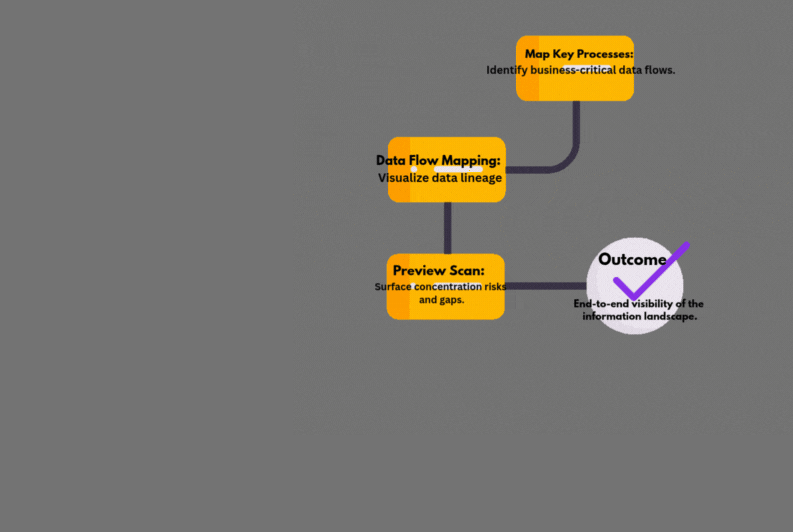 Map Key Processes:
Identify business-critical data flows.
Data Flow Mapping:
Visualize data lineage
Preview Scan:
Surface concentration risks
and gaps.
Outcome
End-to-end visibility of the
information landscape.